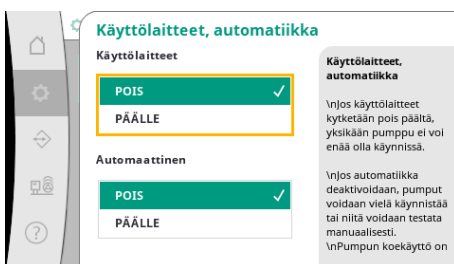 Käyttölaitteet, automatiikka
Käyttölaitteet
POIS
PÄÄLLE
Automaattinen
POIS
PÄÄLLE
Käyttölaitteet,
automatiikka
\nJos käyttölaitteet
kytketään pois päältä,
yksikään pumppu ei voi
enää olla käynnissä.
\nJos automatiikka
deaktivoidaan, pumput
voidaan vielä käynnistää
tai niitä voidaan testata
manuaalisesti.
\nPumpun koekäyttö on